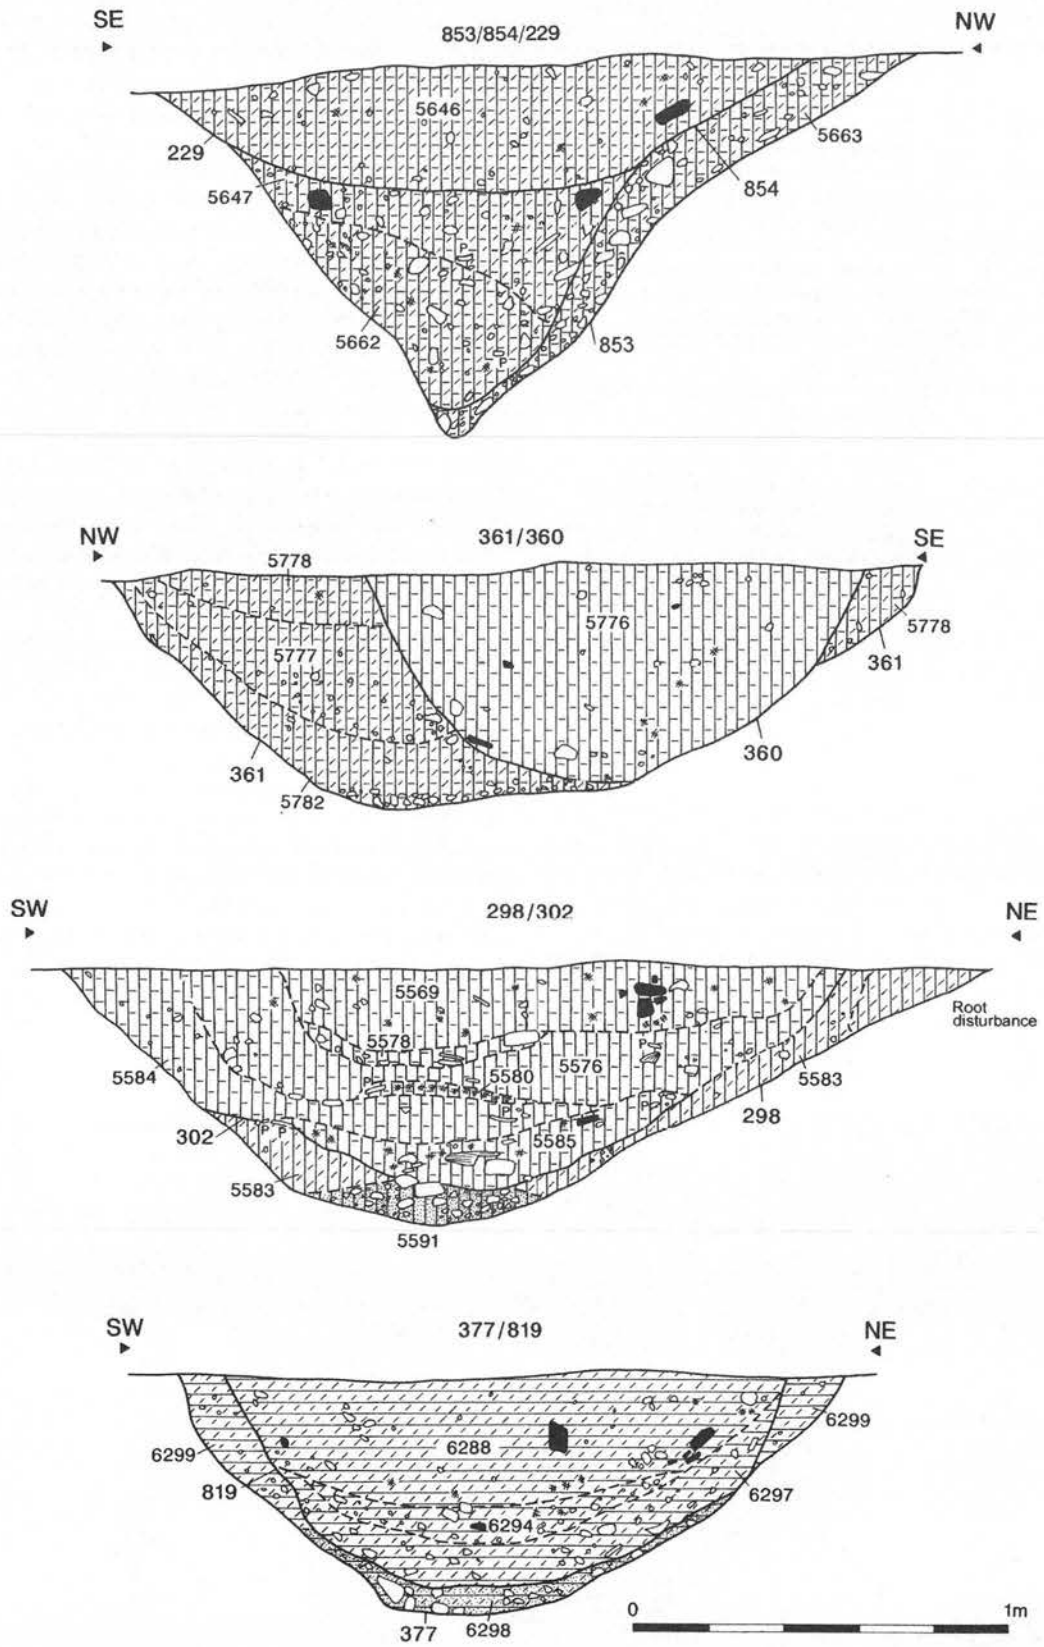 SE 853/854/229 NW
5646
5663
229
854
5647
5662
853
P
P
NW 361/360 SE
5778
5776
5778
5777
361
361
360
5782
SW 298/302 NE
5569
Root
disturbance
5578
5576
5580
5583
5584
P
P
P
P
298
302
5585
P
5583
5591
SW 377/819 NE
6299
6288
6299
819
6297
6294
377
6298
0 1m